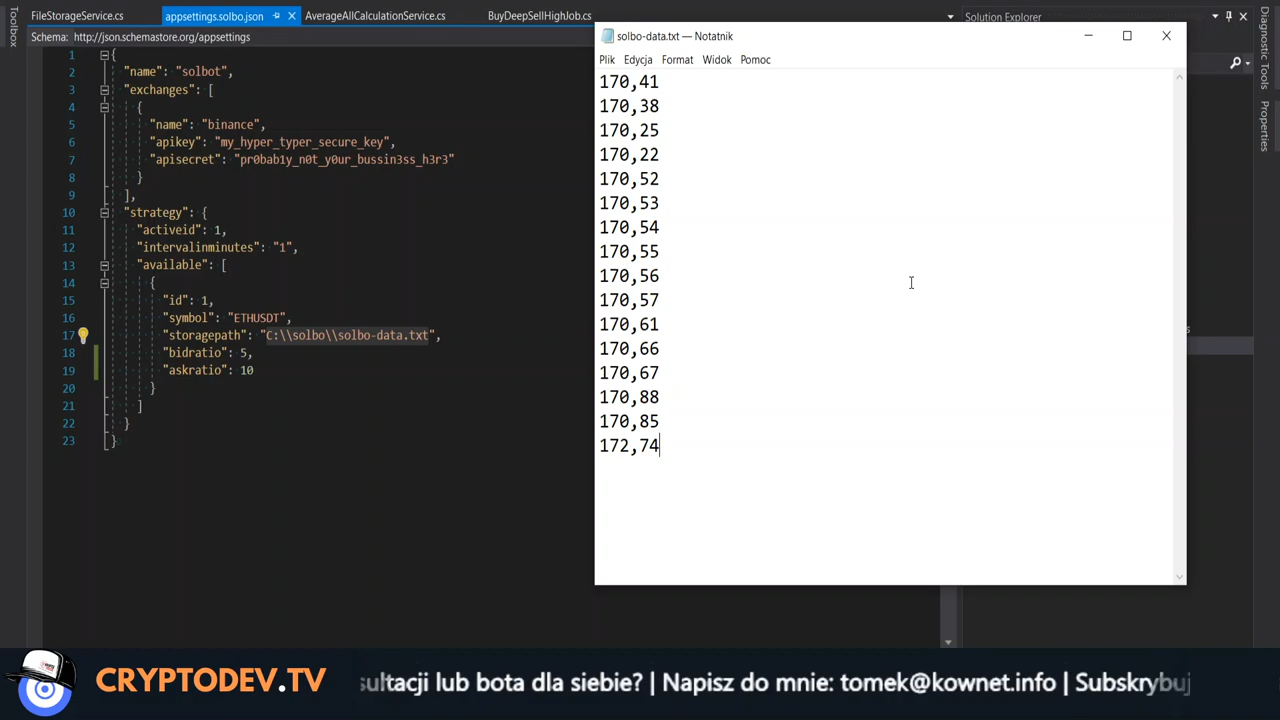 FileStorageService.cs
appsettings.solbo.json
AverageAllCalculationService.cs
BuyDeepSellHighJob.cs
Solution Explorer
Toolbox
Schema: http://json.schemastore.org/appsettings
1 {
2 "name": "solbot",
3 "exchanges": [
4 {
5 "name": "binance",
6 "apikey": "my_hyper_typer_secure_key",
7 "apisecret": "pr0bab1y_n0t_y0ur_bussin3ss_h3r3"
8 }
9 ],
10 "strategy": {
11 "activeid": 1,
12 "intervalinminutes": "1",
13 "available": [
14 {
15 "id": 1,
16 "symbol": "ETHUSDT",
17 "storagepath": "C:\\solbo\\solbo-data.txt",
18 "bidratio": 5,
19 "askratio": 10
20 }
21 ]
22 }
23 }
solbo-data.txt — Notatnik
Plik Edycja Format Widok Pomoc
170,41
170,38
170,25
170,22
170,52
170,53
170,54
170,55
170,56
170,57
170,61
170,66
170,67
170,88
170,85
172,74
Diagnostic Tools
Properties
CRYPTODEV.TV
sultacji lub bota dla siebie? | Napisz do mnie: tomek@kownet.info | Subskrybuj